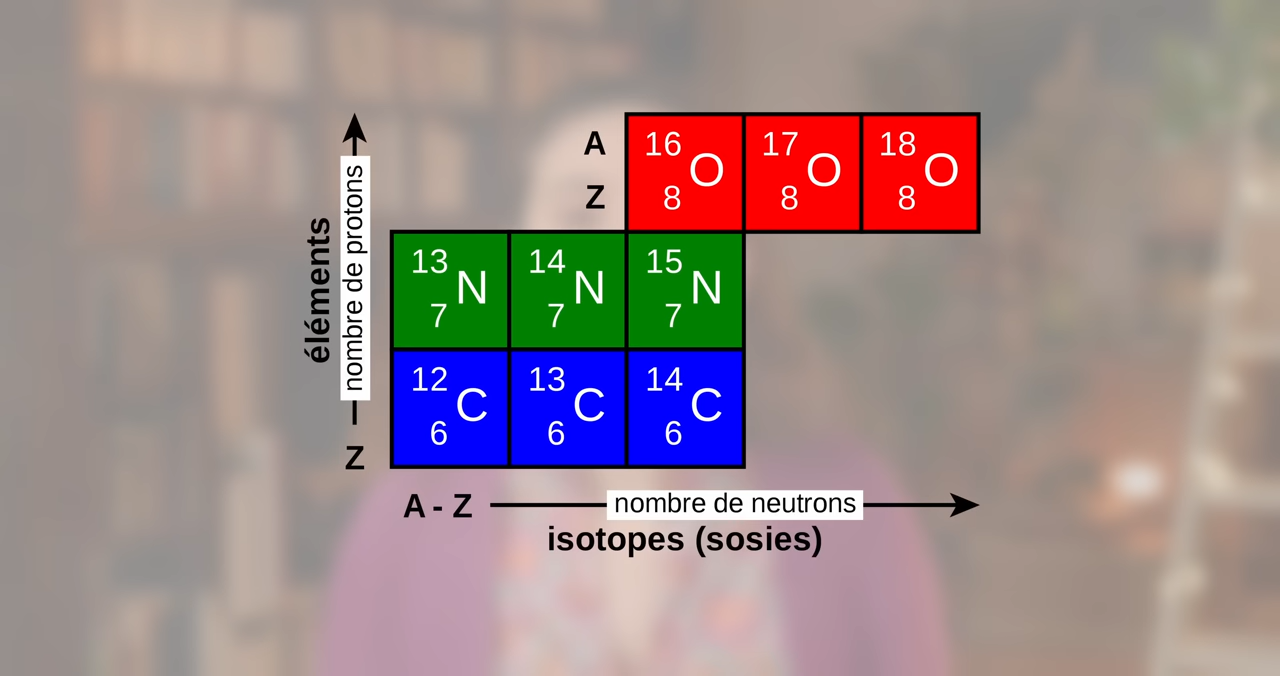 A
Z
16
8
O
17
8
O
18
8
O
13
7
N
14
7
N
15
7
N
12
6
C
13
6
C
14
6
C
éléments
nombre de protons
Z
A - Z
nombre de neutrons
isotopes (sosies)